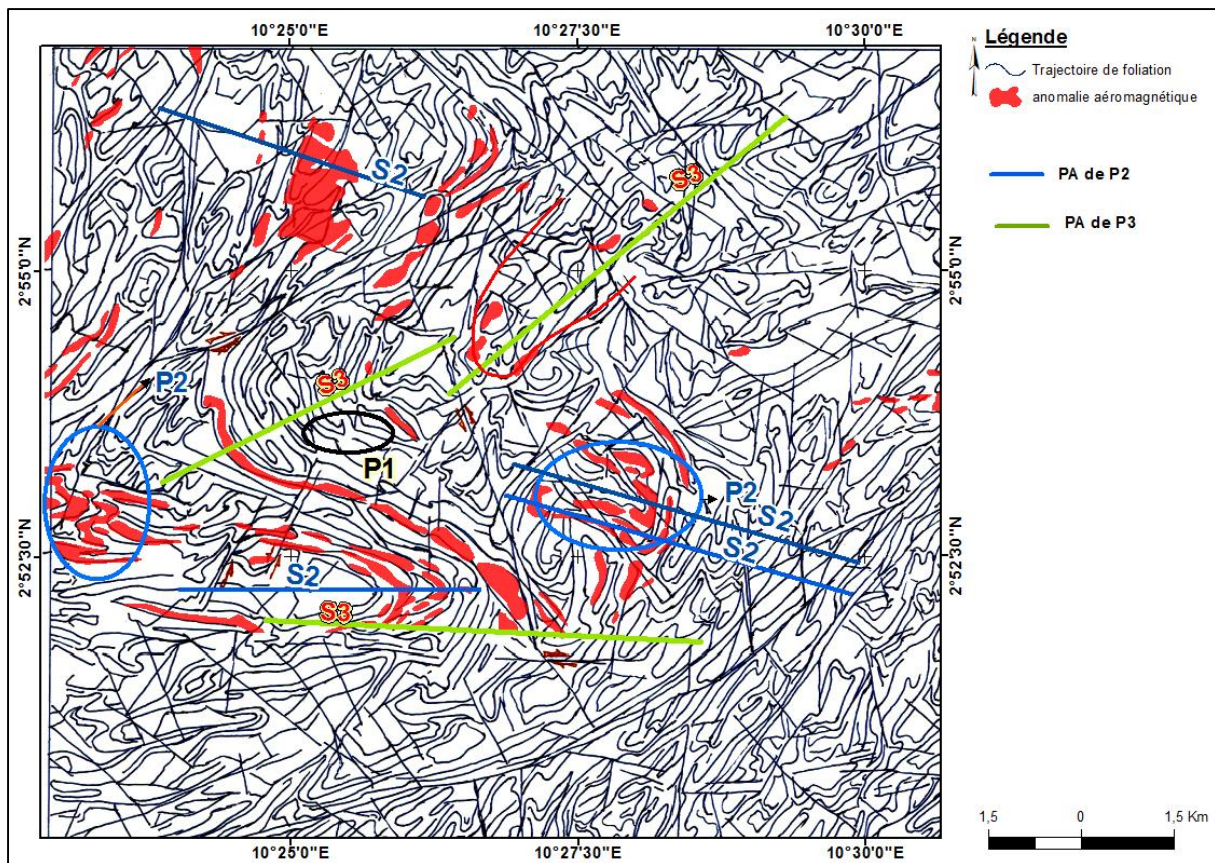 10°25'0"E
10°27'30"E
10°30'0"E
N
Légende
Trajectoire de foliation
anomalie aéromagnétique
PA de P2
PA de P3
S2
S3
2°55'0"N
2°55'0"N
S3
P2
P1
P2
S2
S2
2°52'30"N
2°52'30"N
S2
S3
1,5
0
1,5 Km
10°25'0"E
10°27'30"E
10°30'0"E